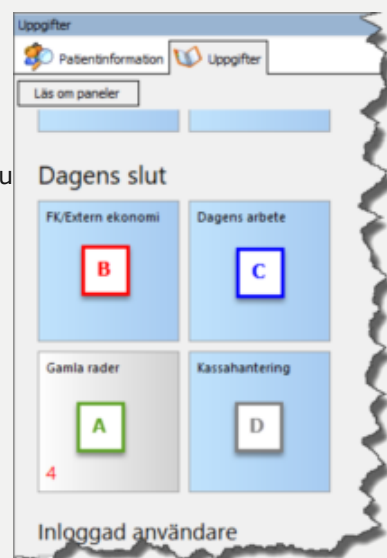 Uppgifter
Patientinformation Uppgifter
Läs om paneler
u
Dagens slut
FK/Extern ekonomi Dagens arbete
B C
Gamla rader Kassahantering
A D
4
Inloggad användare